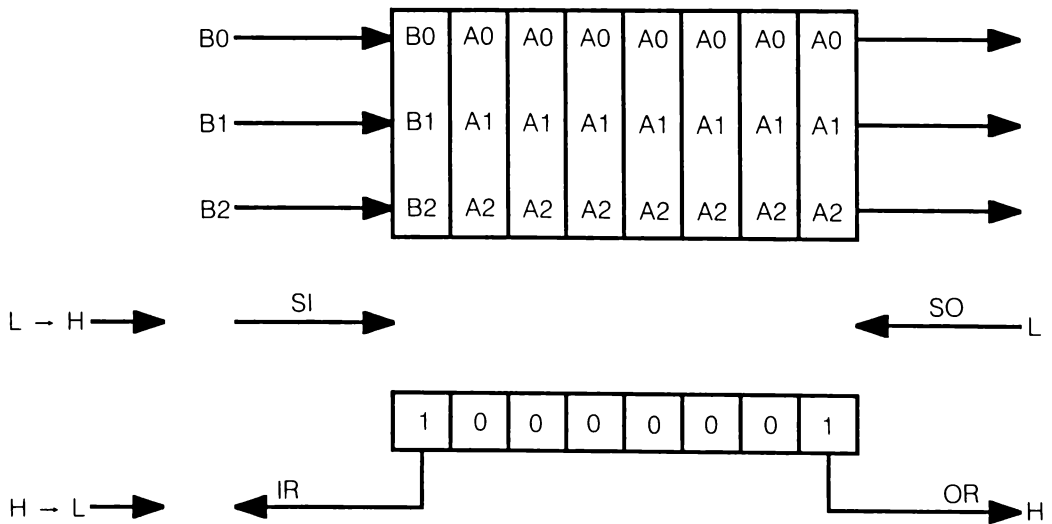 B0 B0 A0 A0 A0 A0 A0 A0 A0
B1 B1 A1 A1 A1 A1 A1 A1 A1
B2 B2 A2 A2 A2 A2 A2 A2 A2
L → H SI SO L
1 0 0 0 0 0 0 1
H → L IR OR H